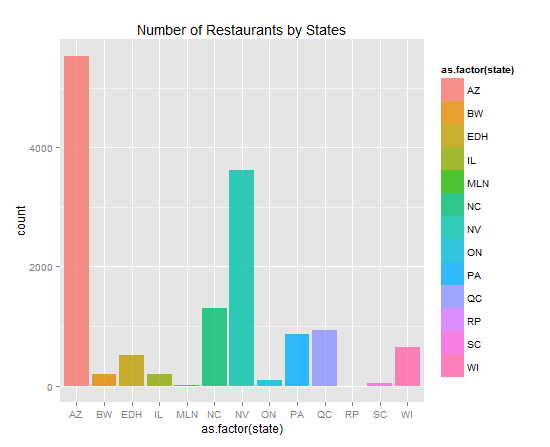 Number of Restaurants by States
count
4000
2000
0
AZ BW EDH IL MLN NC NV ON PA QC RP SC WI
as.factor(state)
as.factor(state)
AZ
BW
EDH
IL
MLN
NC
NV
ON
PA
QC
RP
SC
WI